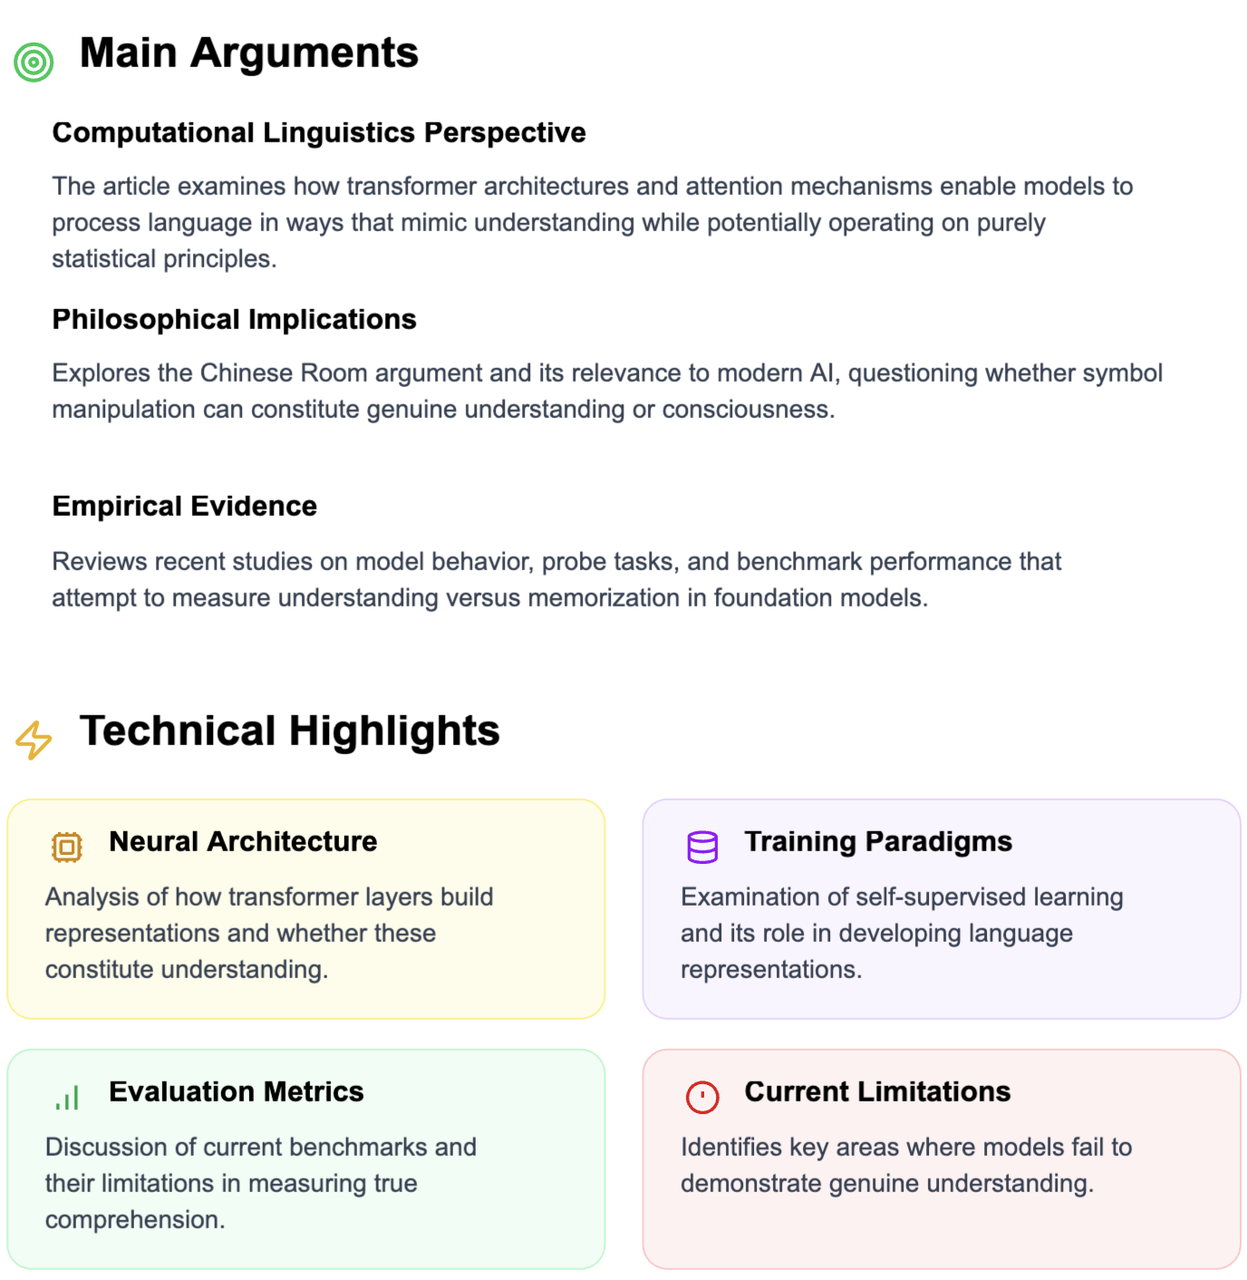 Main Arguments
Computational Linguistics Perspective
The article examines how transformer architectures and attention mechanisms enable models to
process language in ways that mimic understanding while potentially operating on purely
statistical principles.
Philosophical Implications
Explores the Chinese Room argument and its relevance to modern AI, questioning whether symbol
manipulation can constitute genuine understanding or consciousness.
Empirical Evidence
Reviews recent studies on model behavior, probe tasks, and benchmark performance that
attempt to measure understanding versus memorization in foundation models.
Technical Highlights
Neural Architecture
Analysis of how transformer layers build
representations and whether these
constitute understanding.
Training Paradigms
Examination of self-supervised learning
and its role in developing language
representations.
Evaluation Metrics
Discussion of current benchmarks and
their limitations in measuring true
comprehension.
Current Limitations
Identifies key areas where models fail to
demonstrate genuine understanding.